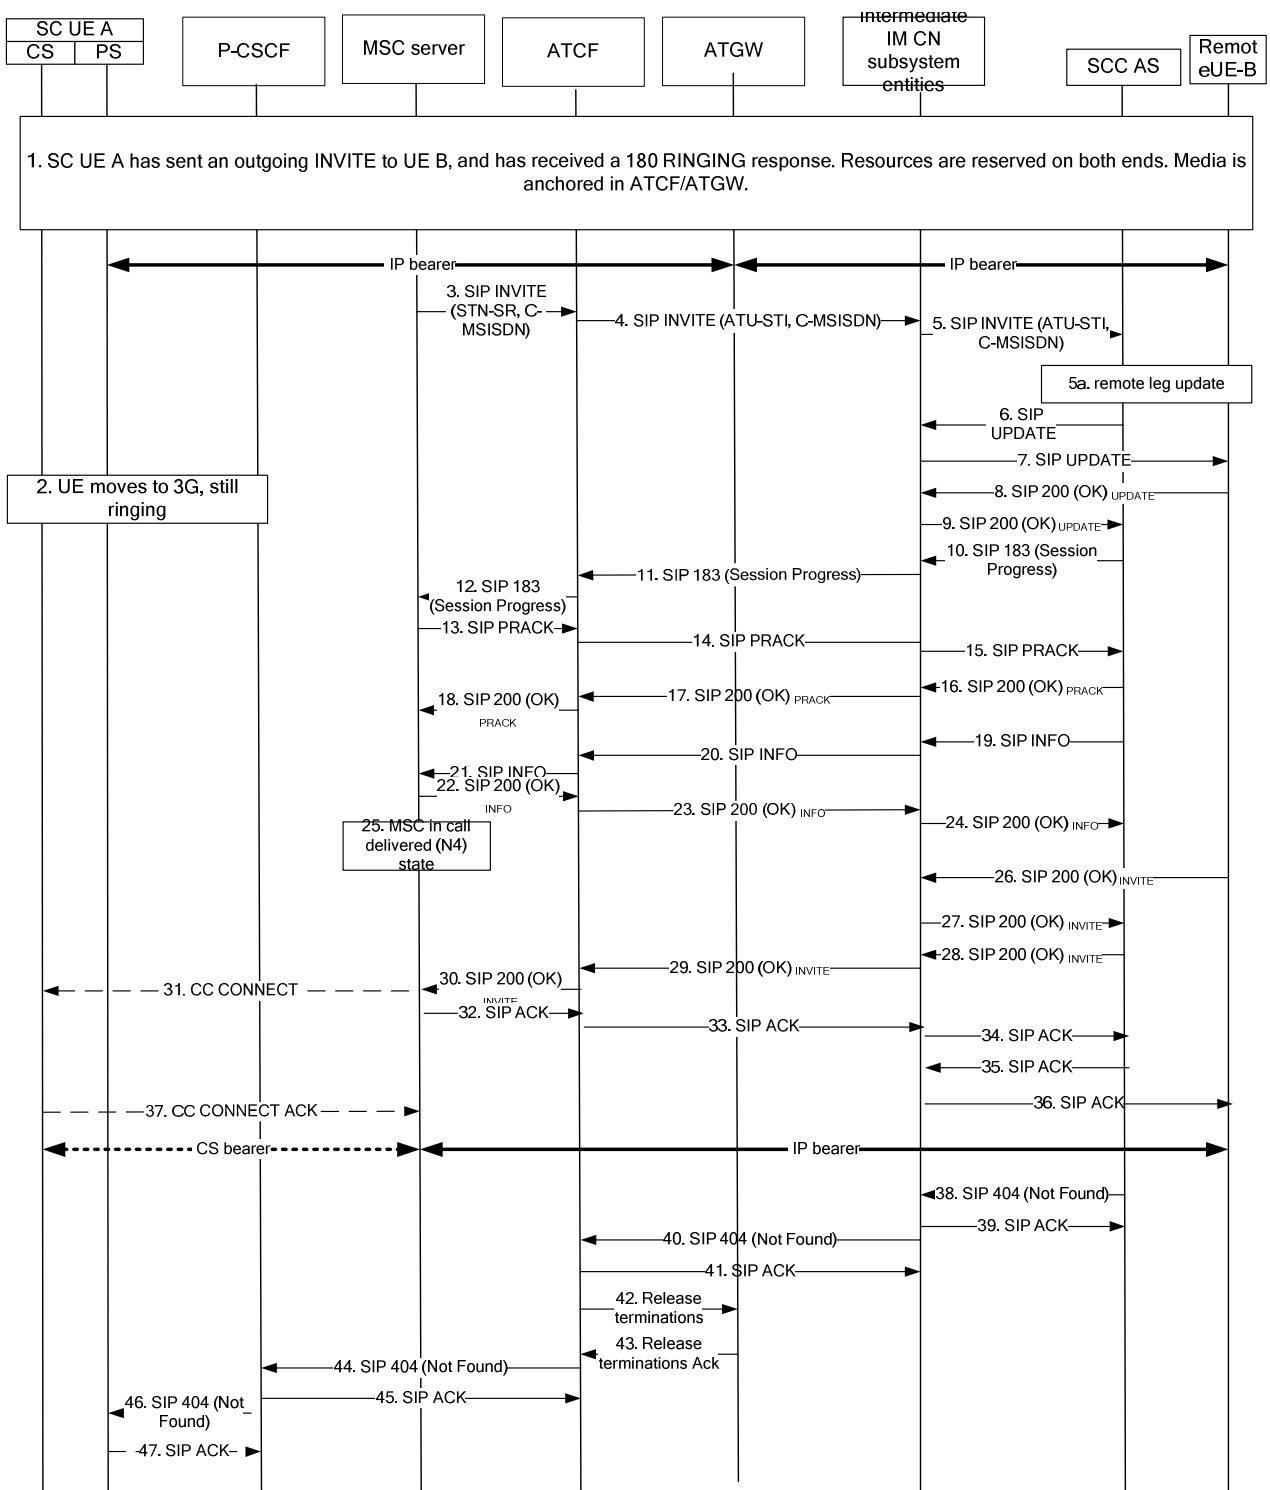 SC UE A
CS
PS
P-CSCF
MSC server
ATCF
ATGW
Intermediate
IM CN
subsystem
entities
SCC AS
Remot
eUE-B
1. SC UE A has sent an outgoing INVITE to UE B, and has received a 180 RINGING response. Resources are reserved on both ends. Media is
anchored in ATCF/ATGW.
IP bearer
IP bearer
3. SIP INVITE
(STN-SR, C-
MSISDN)
4. SIP INVITE (ATU-STI, C-MSISDN)
5. SIP INVITE (ATU-STI,
C-MSISDN)
5a. remote leg update
6. SIP
UPDATE
7. SIP UPDATE
2. UE moves to 3G, still
ringing
8. SIP 200 (OK) UPDATE
9. SIP 200 (OK) UPDATE
10. SIP 183 (Session
Progress)
11. SIP 183 (Session Progress)
12. SIP 183
(Session Progress)
13. SIP PRACK
14. SIP PRACK
15. SIP PRACK
16. SIP 200 (OK) PRACK
17. SIP 200 (OK) PRACK
18. SIP 200 (OK)
PRACK
19. SIP INFO
20. SIP INFO
21. SIP INFO
22. SIP 200 (OK)
INFO
23. SIP 200 (OK) INFO
24. SIP 200 (OK) INFO
25. MSC in call
delivered (N4)
state
26. SIP 200 (OK) INVITE
27. SIP 200 (OK) INVITE
28. SIP 200 (OK) INVITE
29. SIP 200 (OK) INVITE
30. SIP 200 (OK)
INVITE
31. CC CONNECT
32. SIP ACK
33. SIP ACK
34. SIP ACK
35. SIP ACK
36. SIP ACK
37. CC CONNECT ACK
CS bearer
IP bearer
38. SIP 404 (Not Found)
39. SIP ACK
40. SIP 404 (Not Found)
41. SIP ACK
42. Release
terminations
43. Release
terminations Ack
44. SIP 404 (Not Found)
45. SIP ACK
46. SIP 404 (Not
Found)
47. SIP ACK